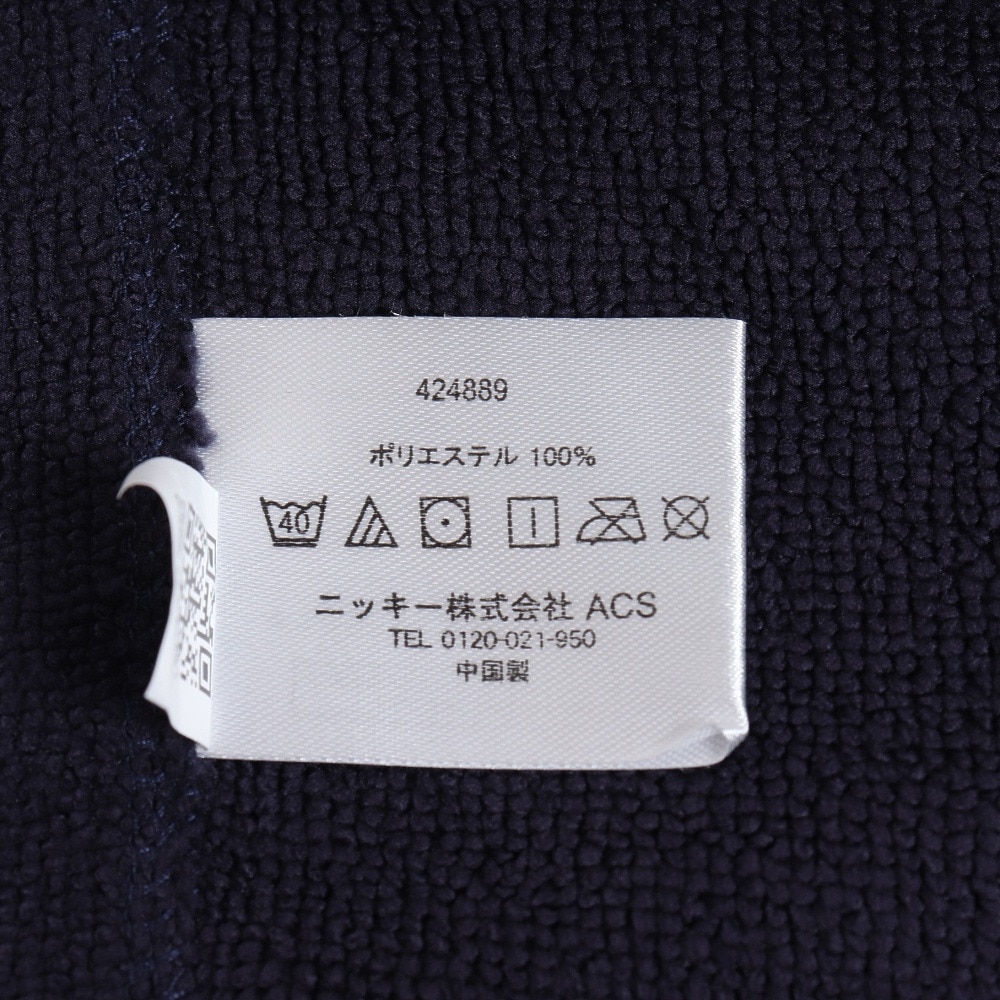 424889
ポリエステル 100%
40
ニッキー株式会社 ACS
TEL 0120-021-950
中国製